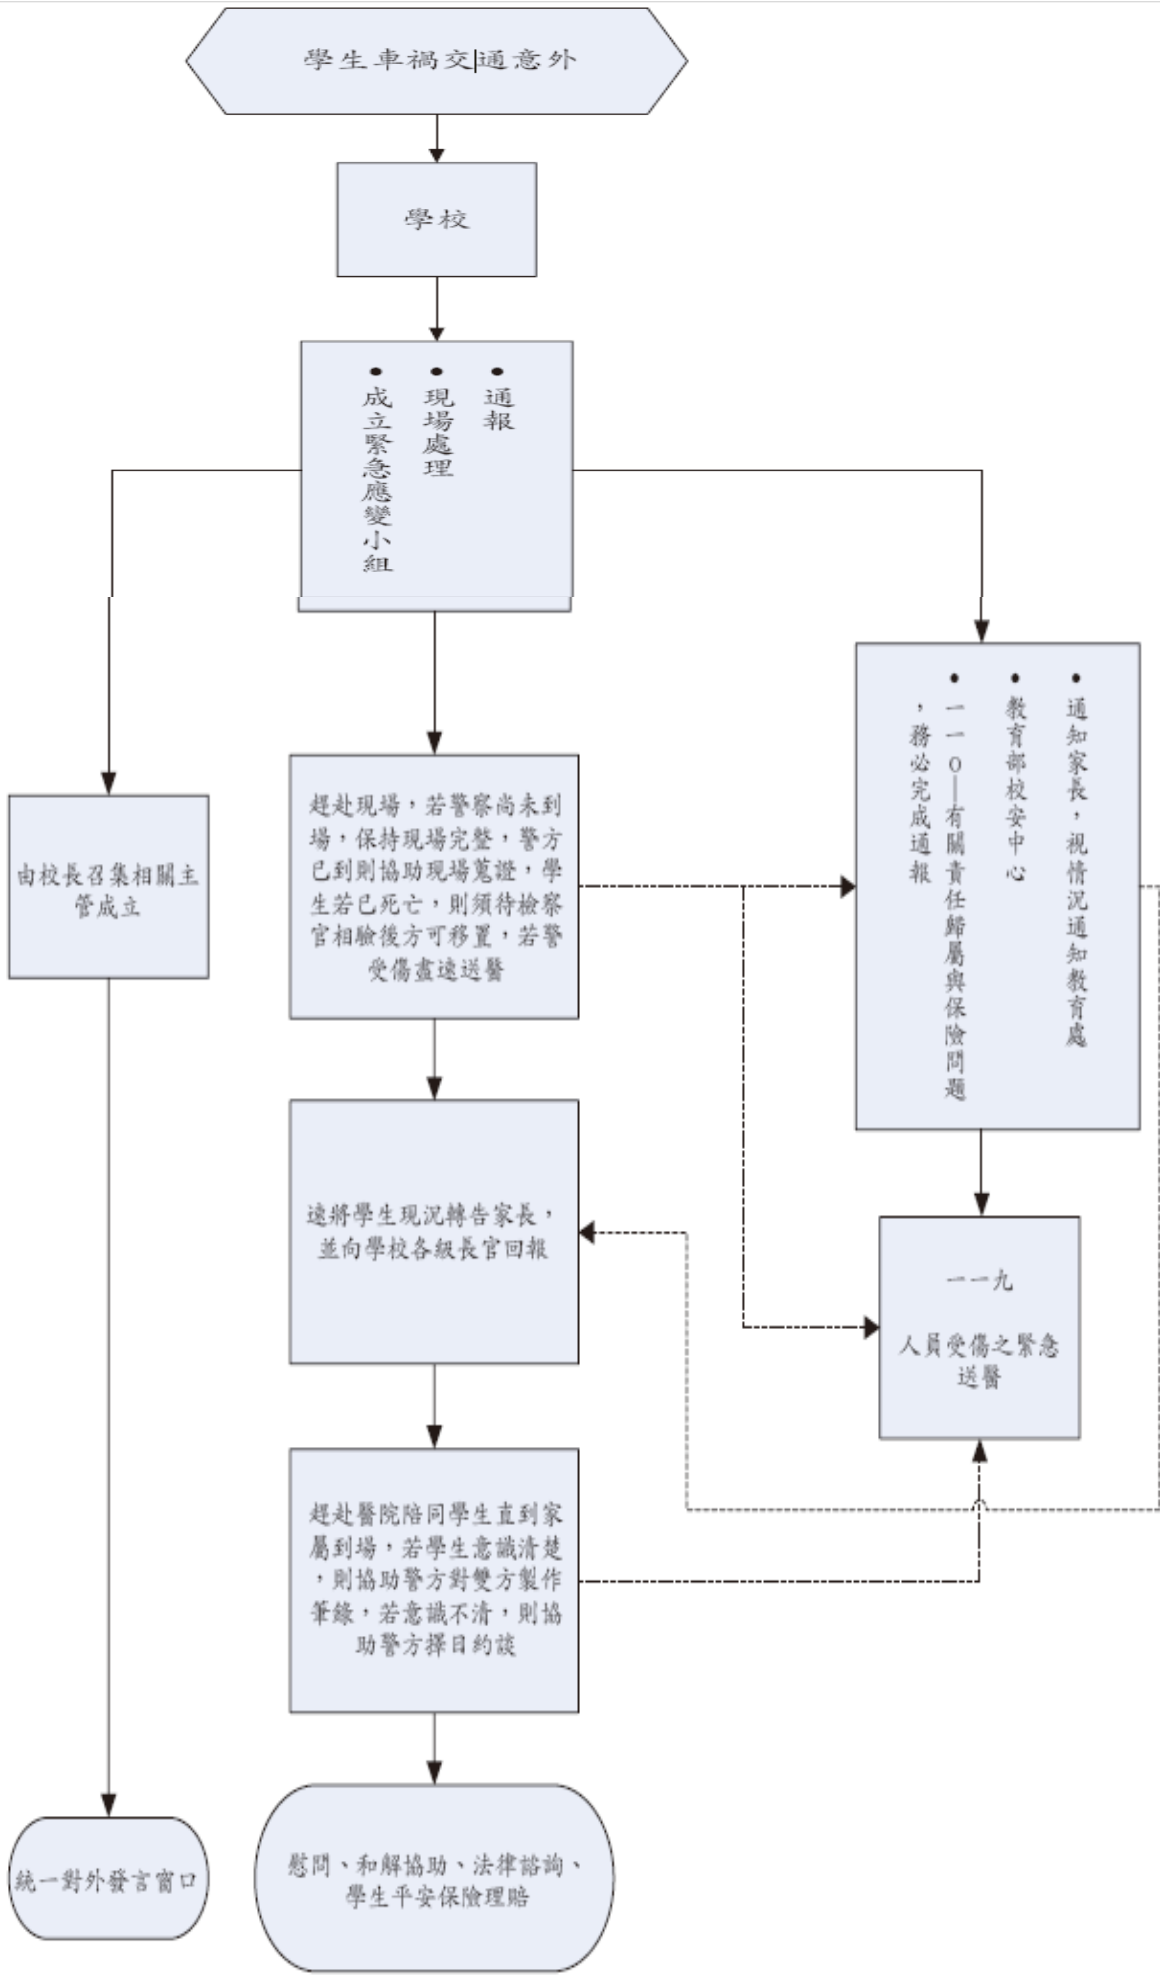 學生車禍交通意外
學校
通報
現場處理
成立緊急應變小組
通知家長，視情況通知教育處
教育部校安中心
一一０—有關責任歸屬與保險問題
，務必完成通報
由校長召集相關主
管成立
趕赴現場，若警察尚未到
場，保持現場完整，警方
已到則協助現場蒐證，學
生若已死亡，則須待檢察
官相驗後方可移置，若警
受傷盡速送醫
速將學生現況轉告家長，
並向學校各級長官回報
一一九
人員受傷之緊急
送醫
趕赴醫院陪同學生直到家
屬到場，若學生意識清楚
，則協助警方對雙方製作
筆錄，若意識不清，則協
助警方擇日約談
統一對外發言窗口
慰問、和解協助、法律諮詢、
學生平安保險理賠